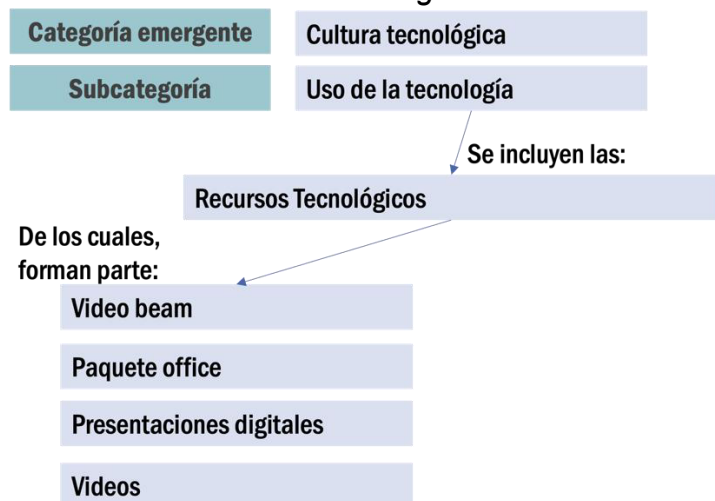 Categoría emergente
Cultura tecnológica
Subcategoría
Uso de la tecnología
Se incluyen las:
Recursos Tecnológicos
De los cuales,
forman parte:
Video beam
Paquete office
Presentaciones digitales
Videos